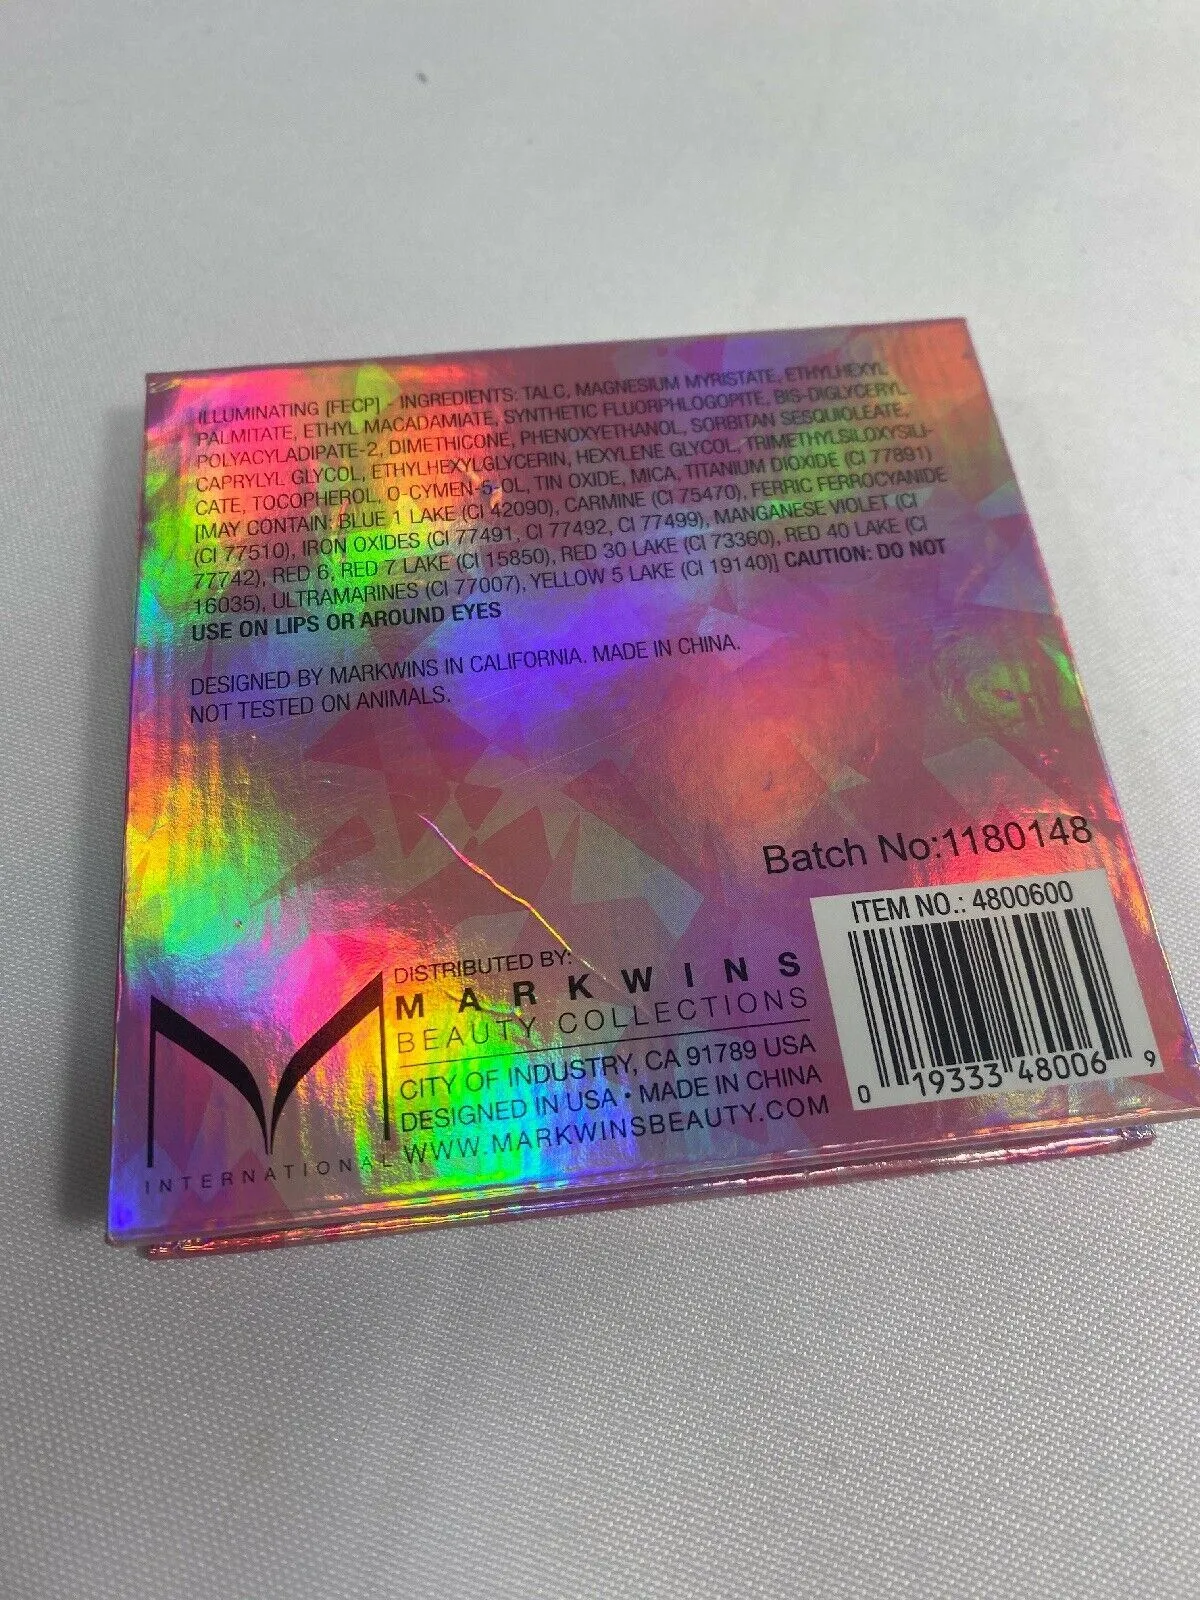 ILLUMINATING [FECP] - INGREDIENTS: TALC, MAGNESIUM MYRISTATE, ETHYLHEXYL
PALMITATE, ETHYL MACADAMIATE, SYNTHETIC FLUORPHLOGOPITE, BIS-DIGLYCERYL
POLYACYLADIPATE-2, DIMETHICONE, PHENOXYETHANOL, SORBITAN SESQUIOLEATE,
CAPRYLYL GLYCOL, ETHYLHEXYLGLYCERIN, HEXYLENE GLYCOL, TRIMETHYLSILOXYSILI-
CATE, TOCOPHEROL, O-CYMEN-5-OL, TIN OXIDE, MICA, TITANIUM DIOXIDE (CI 77891)
[MAY CONTAIN: BLUE 1 LAKE (CI 42090), CARMINE (CI 75470), FERRIC FERROCYANIDE
(CI 77510), IRON OXIDES (CI 77491, CI 77492, CI 77499), MANGANESE VIOLET (CI
77742), RED 6, RED 7 LAKE (CI 15850), RED 30 LAKE (CI 73360), RED 40 LAKE (CI
16035), ULTRAMARINES (CI 77007), YELLOW 5 LAKE (CI 19140)] CAUTION: DO NOT
USE ON LIPS OR AROUND EYES
DESIGNED BY MARKWINS IN CALIFORNIA. MADE IN CHINA.
NOT TESTED ON ANIMALS.
Batch No:1180148
ITEM NO.: 4800600
0 19333 48006 9
DISTRIBUTED BY:
MARKWINS
BEAUTY COLLECTIONS
CITY OF INDUSTRY, CA 91789 USA
DESIGNED IN USA • MADE IN CHINA
WWW.MARKWINSBEAUTY.COM
M
INTERNATIONAL